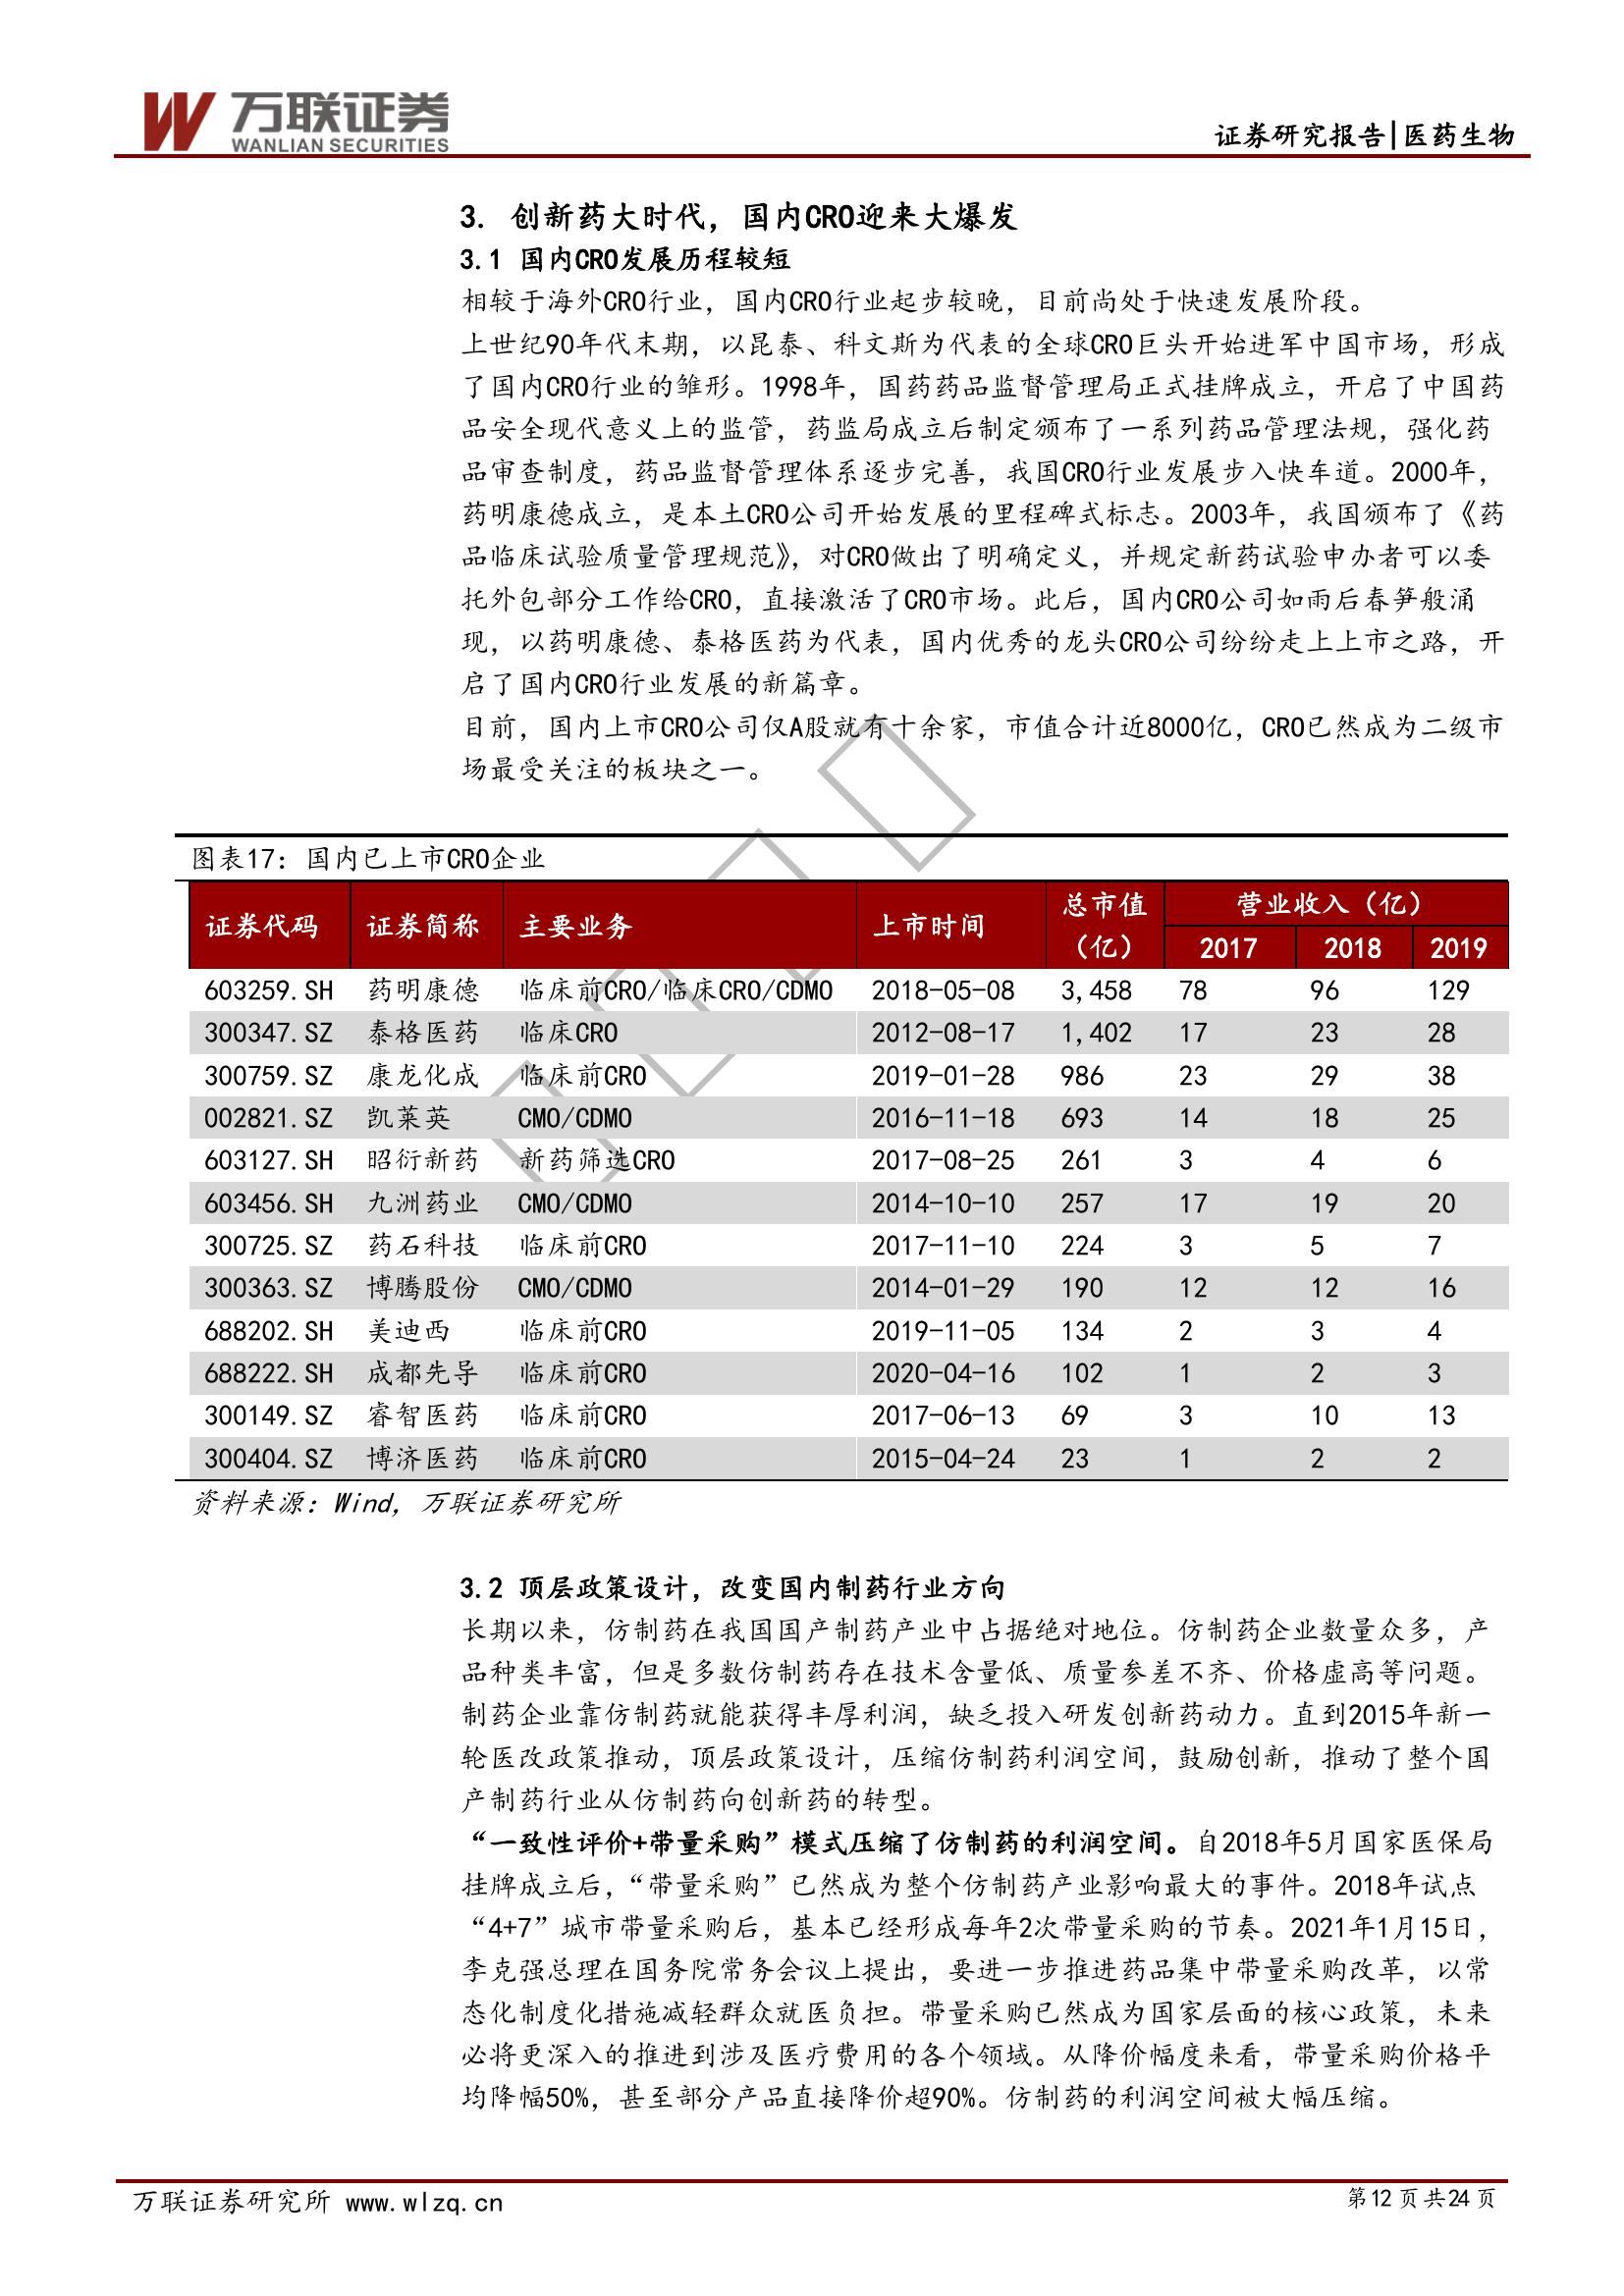 万联证券
WANLIAN SECURITIES
证券研究报告|医药生物
3. 创新药大时代，国内CRO迎来大爆发
3.1 国内CRO发展历程较短
相较于海外CRO行业，国内CRO行业起步较晚，目前尚处于快速发展阶段。
上世纪90年代末期，以昆泰、科文斯为代表的全球CRO巨头开始进军中国市场，形成
了国内CRO行业的雏形。1998年，国药药品监督管理局正式挂牌成立，开启了中国药
品安全现代意义上的监管，药监局成立后制定颁布了一系列药品管理法规，强化药
品审查制度，药品监督管理体系逐步完善，我国CRO行业发展步入快车道。2000年，
药明康德成立，是本土CRO公司开始发展的里程碑式标志。2003年，我国颁布了《药
品临床试验质量管理规范》，对CRO做出了明确定义，并规定新药试验申办者可以委
托外包部分工作给CRO，直接激活了CRO市场。此后，国内CRO公司如雨后春笋般涌
现，以药明康德、泰格医药为代表，国内优秀的龙头CRO公司纷纷走上上市之路，开
启了国内CRO行业发展的新篇章。
目前，国内上市CRO公司仅A股就有十余家，市值合计近8000亿，CRO已然成为二级市
场最受关注的板块之一。
图表17：国内已上市CRO企业
证券代码 证券简称 主要业务 上市时间 总市值（亿） 营业收入（亿）
2017 2018 2019
603259.SH 药明康德 临床前CRO/临床CRO/CDMO 2018-05-08 3,458 78 96 129
300347.SZ 泰格医药 临床CRO 2012-08-17 1,402 17 23 28
300759.SZ 康龙化成 临床前CRO 2019-01-28 986 23 29 38
002821.SZ 凯莱英 CMO/CDMO 2016-11-18 693 14 18 25
603127.SH 昭衍新药 新药筛选CRO 2017-08-25 261 3 4 6
603456.SH 九洲药业 CMO/CDMO 2014-10-10 257 17 19 20
300725.SZ 药石科技 临床前CRO 2017-11-10 224 3 5 7
300363.SZ 博腾股份 CMO/CDMO 2014-01-29 190 12 12 16
688202.SH 美迪西 临床前CRO 2019-11-05 134 2 3 4
688222.SH 成都先导 临床前CRO 2020-04-16 102 1 2 3
300149.SZ 睿智医药 临床前CRO 2017-06-13 69 3 10 13
300404.SZ 博济医药 临床前CRO 2015-04-24 23 1 2 2
资料来源：Wind，万联证券研究所
3.2 顶层政策设计，改变国内制药行业方向
长期以来，仿制药在我国国产制药产业中占据绝对地位。仿制药企业数量众多，产
品种类丰富，但是多数仿制药存在技术含量低、质量参差不齐、价格虚高等问题。
制药企业靠仿制药就能获得丰厚利润，缺乏投入研发创新药动力。直到2015年新一
轮医改政策推动，顶层政策设计，压缩仿制药利润空间，鼓励创新，推动了整个国
产制药行业从仿制药向创新药的转型。
“一致性评价+带量采购”模式压缩了仿制药的利润空间。自2018年5月国家医保局
挂牌成立后，“带量采购”已然成为整个仿制药产业影响最大的事件。2018年试点
“4+7”城市带量采购后，基本已经形成每年2次带量采购的节奏。2021年1月15日，
李克强总理在国务院常务会议上提出，要进一步推进药品集中带量采购改革，以常
态化制度化措施减轻群众就医负担。带量采购已然成为国家层面的核心政策，未来
必将更深入的推进到涉及医疗费用的各个领域。从降价幅度来看，带量采购价格平
均降幅50%，甚至部分产品直接降价超90%。仿制药的利润空间被大幅压缩。
万联证券研究所 www.wlzq.cn
第12页共24页